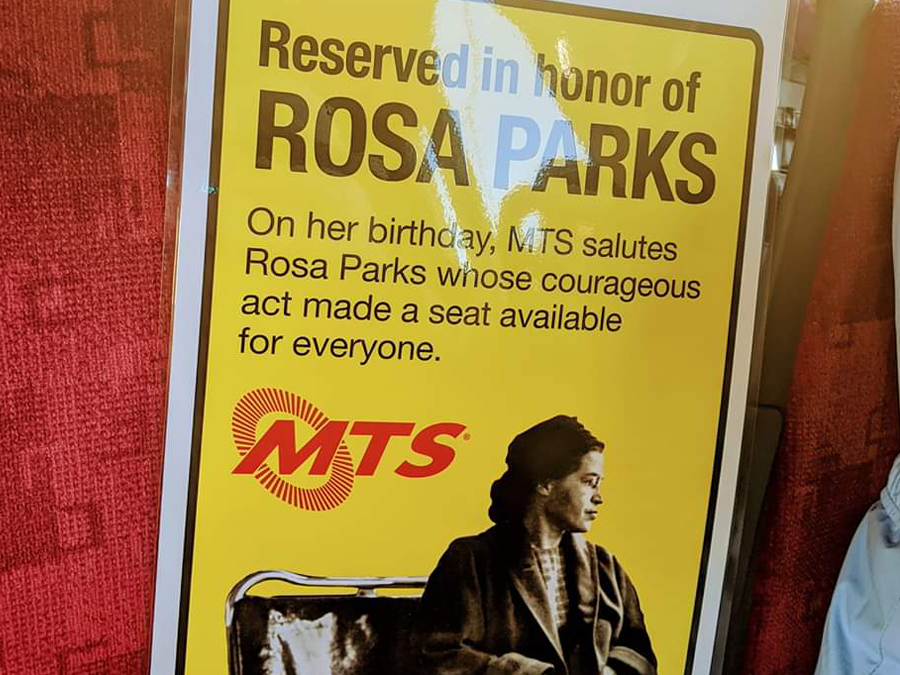 Reserved in honor of
ROSA PARKS
On her birthday, MTS salutes
Rosa Parks whose courageous
act made a seat available
for everyone.
MTS®